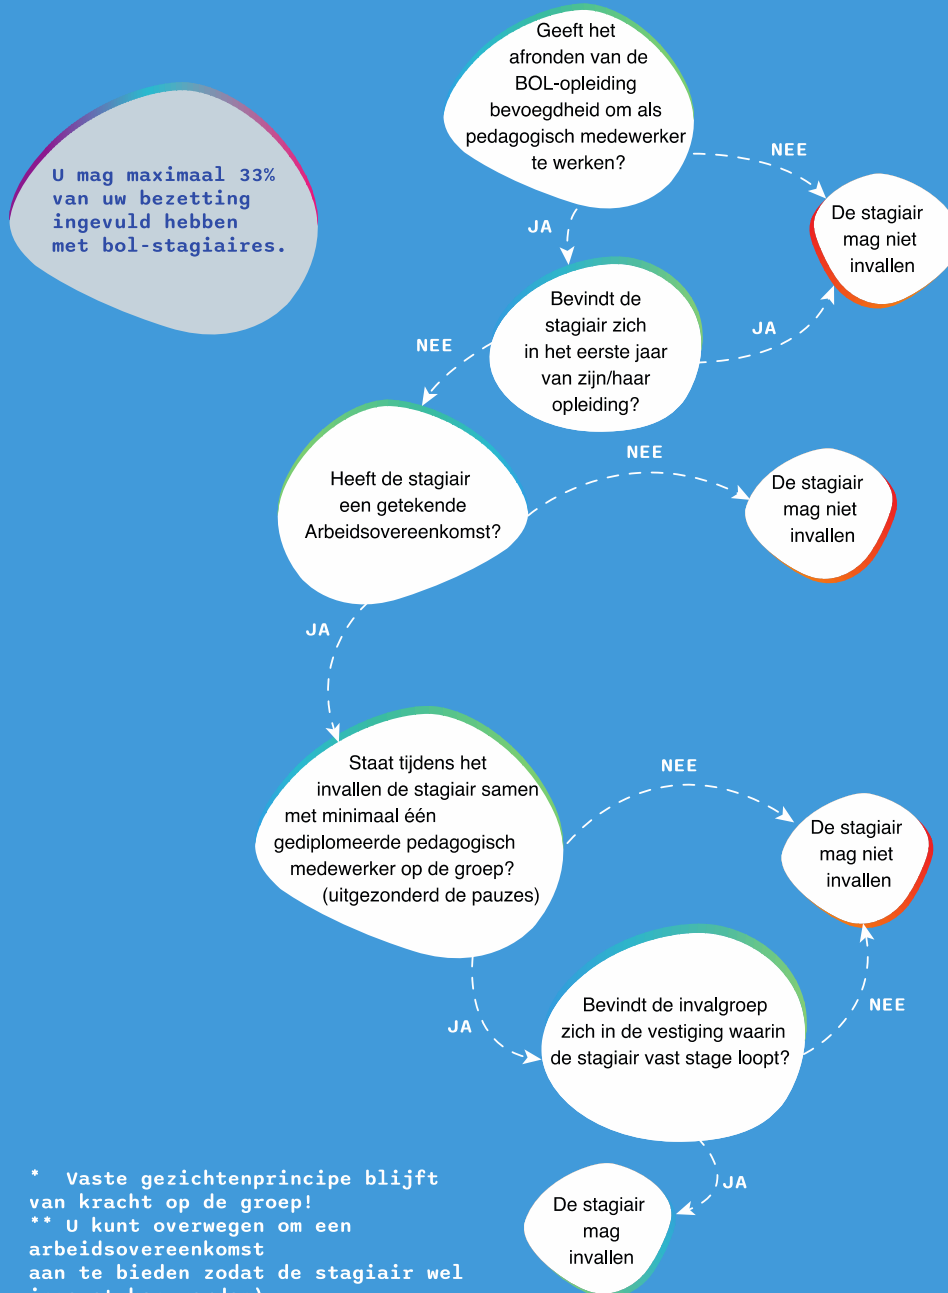 Geeft het
afronden van de
BOL-opleiding
bevoegdheid om als
pedagogisch medewerker
te werken?
NEE
U mag maximaal 33%
van uw bezetting
ingevuld hebben
met bol-stagiaires.
De stagiair
mag niet
invallen
JA
Bevindt de
stagiair zich
in het eerste jaar
van zijn/haar
opleiding?
JA
NEE
Heeft de stagiair
een getekende
Arbeidsovereenkomst?
NEE
De stagiair
mag niet
invallen
JA
Staat tijdens het
invallen de stagiair samen
met minimaal één
gediplomeerde pedagogisch
medewerker op de groep?
(uitgezonderd de pauzes)
NEE
De stagiair
mag niet
invallen
JA
Bevindt de invalgroep
zich in de vestiging waarin
de stagiair vast stage loopt?
NEE
JA
De stagiair
mag
invallen
* Vaste gezichtenprincipe blijft
van kracht op de groep!
** U kunt overwegen om een
arbeidsovereenkomst
aan te bieden zodat de stagiair wel